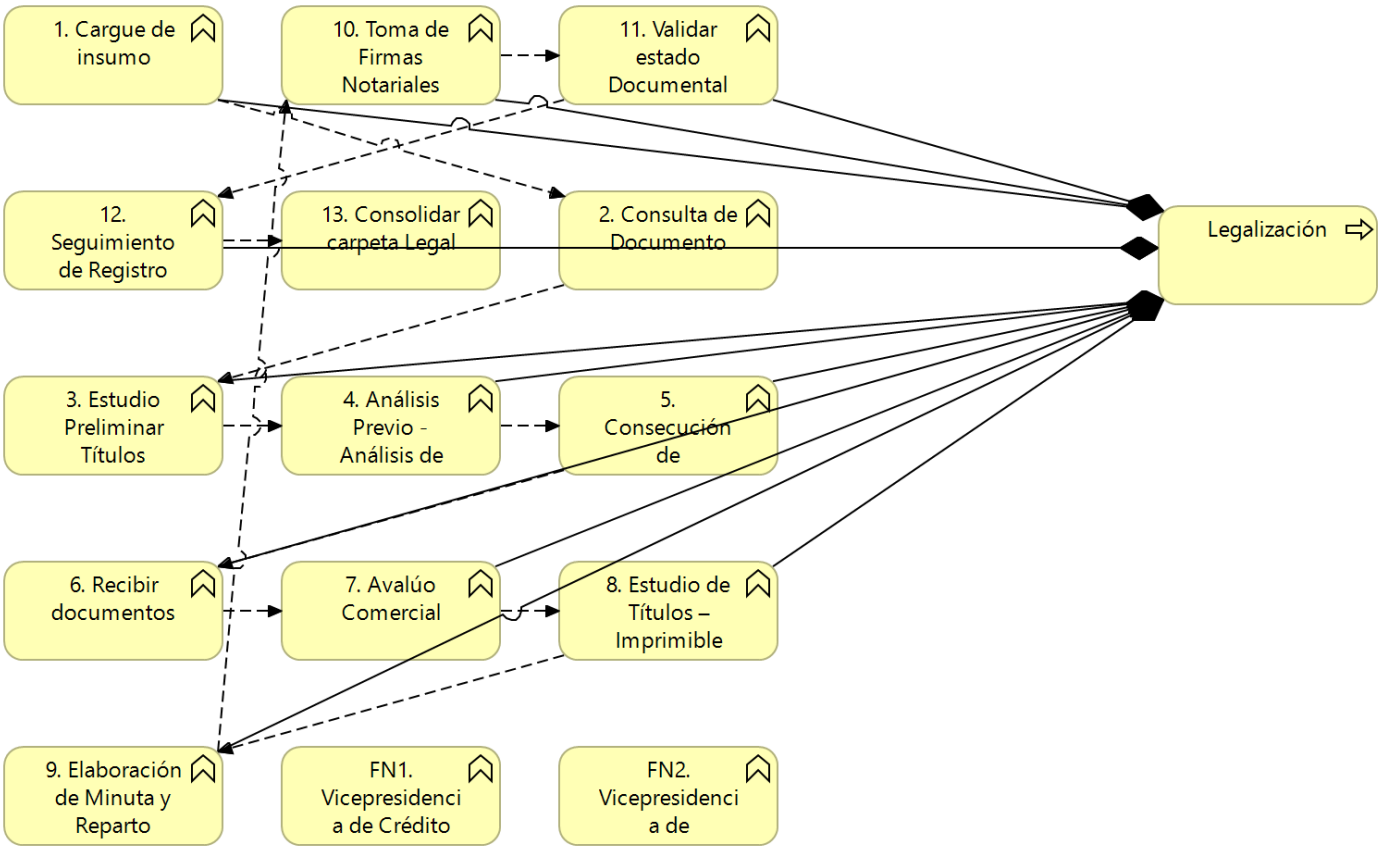 1. Cargue de
insumo
10. Toma de
Firmas
Notariales
11. Validar
estado
Documental
12.
Seguimiento
de Registro
13. Consolidar
carpeta Legal
2. Consulta de
Documento
Legalización
3. Estudio
Preliminar
Títulos
4. Análisis
Previo -
Análisis de
5.
Consecución
de
6. Recibir
documentos
7. Avalúo
Comercial
8. Estudio de
Títulos –
Imprimible
9. Elaboración
de Minuta y
Reparto
FN1.
Vicepresidenci
a de Crédito
FN2.
Vicepresidenci
a de